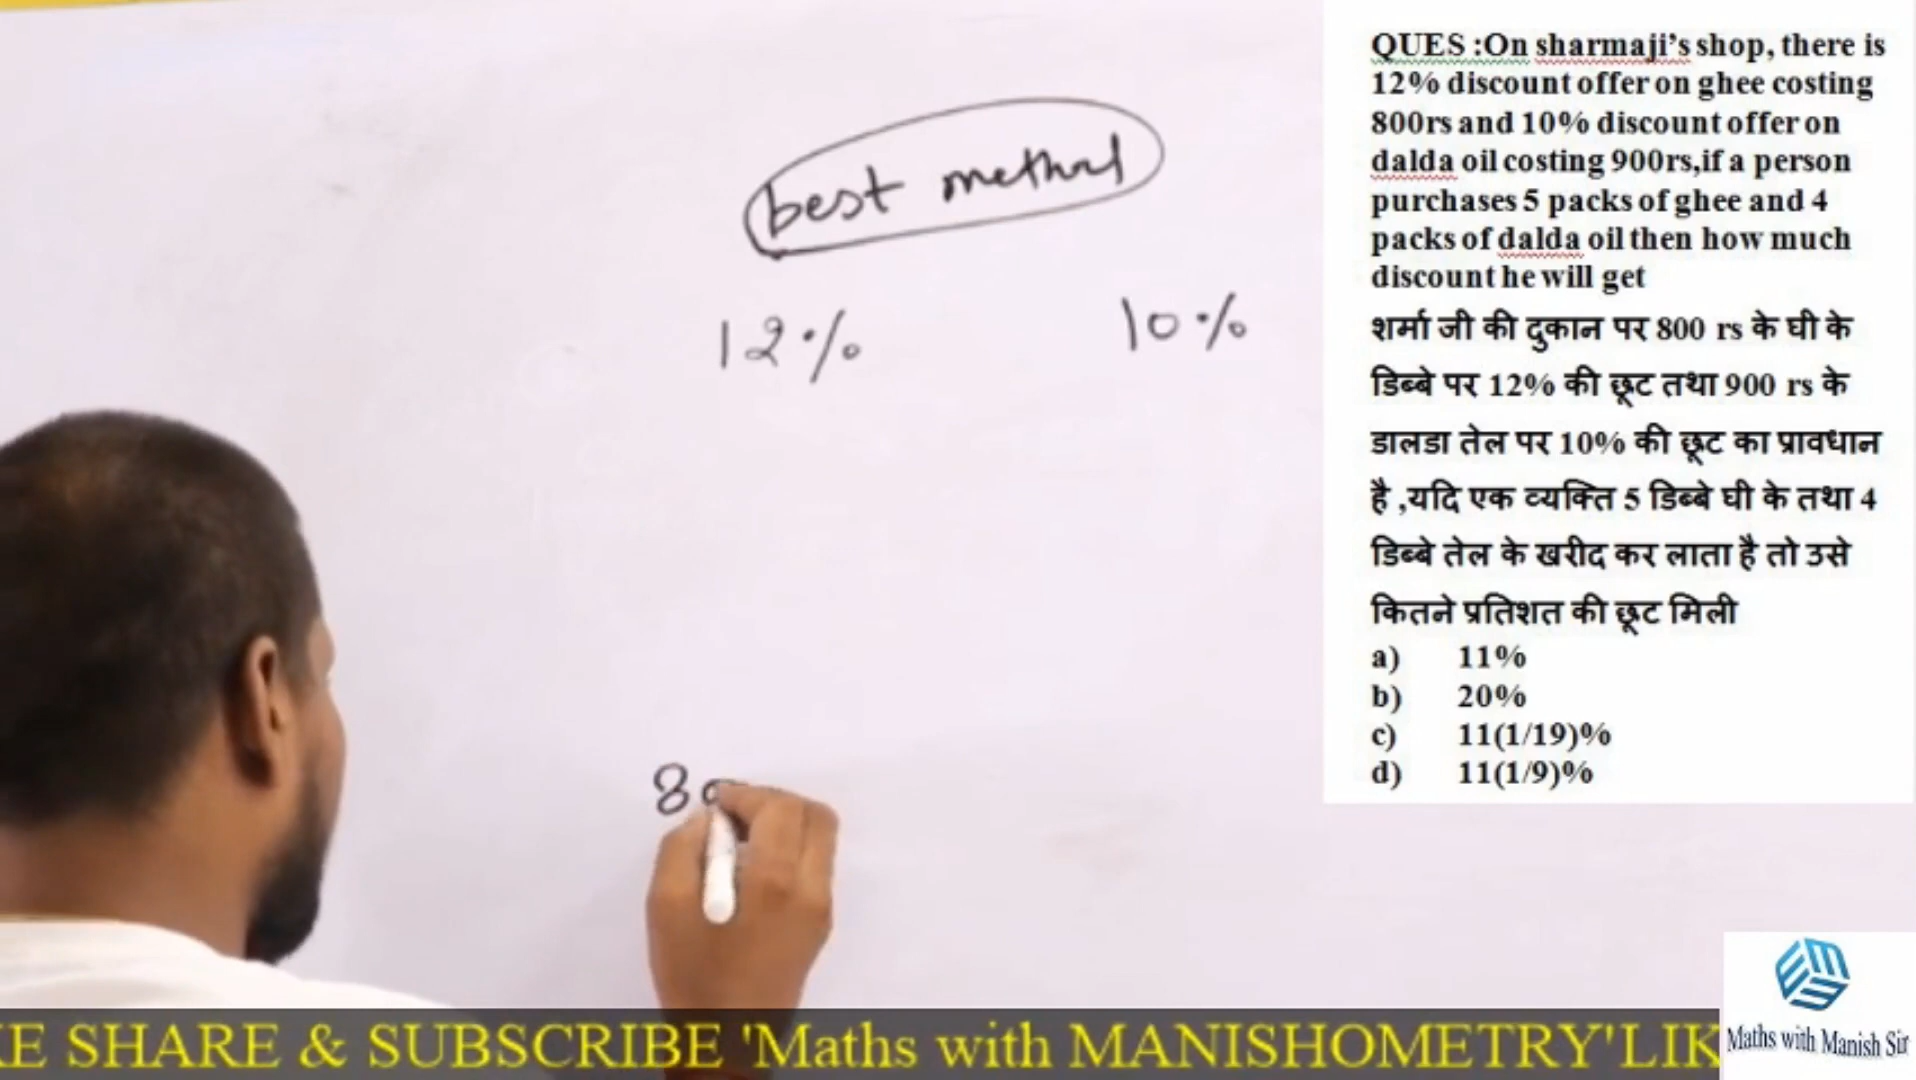 best method
12% 10%
80
QUES :On sharmaji’s shop, there is
12% discount offer on ghee costing
800rs and 10% discount offer on
dalda oil costing 900rs,if a person
purchases 5 packs of ghee and 4
packs of dalda oil then how much
discount he will get
शर्मा जी की दुकान पर 800 rs के घी के
डिब्बे पर 12% की छूट तथा 900 rs के
डालडा तेल पर 10% की छूट का प्रावधान
है ,यदि एक व्यक्ति 5 डिब्बे घी के तथा 4
डिब्बे तेल के खरीद कर लाता है तो उसे
कितने प्रतिशत की छूट मिली
a) 11%
b) 20%
c) 11(1/19)%
d) 11(1/9)%
Maths with Manish Sir
KE SHARE & SUBSCRIBE 'Maths with MANISHOMETRY'LIK